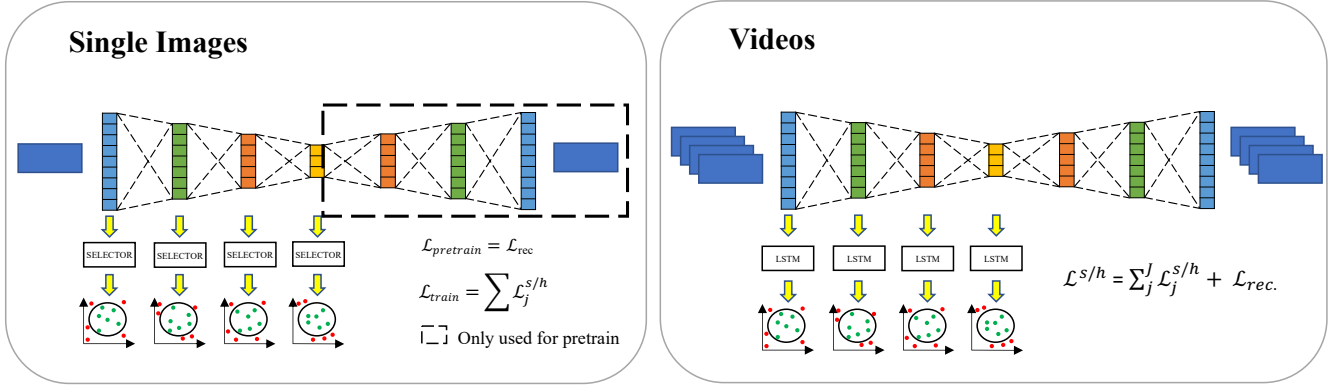 Single Images
SELECTOR SELECTOR SELECTOR SELECTOR
ℒ_pretrain = ℒ_rec
ℒ_train = ∑ ℒ_j^{s/h}
Only used for pretrain
Videos
LSTM LSTM LSTM LSTM
ℒ^{s/h} = ∑_j^J ℒ_j^{s/h} + ℒ_rec.